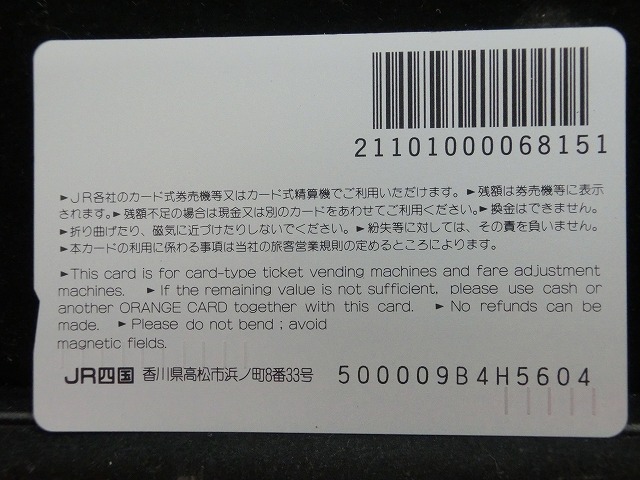 21101000068151
▶JR各社のカード式券売機等又はカード式精算機でご利用いただけます。▶残額は券売機等に表示
されます。▶残額不足の場合は現金又は別のカードをあわせてご利用ください。▶換金はできません。
▶折り曲げたり、磁気に近づけたりしないでください。▶紛失等に対しては、その責を負いません。
▶本カードの利用に係わる事項は当社の旅客営業規則の定めるところによります。
▶This card is for card-type ticket vending machines and fare adjustment
machines. ▶If the remaining value is not sufficient, please use cash or
another ORANGE CARD together with this card. ▶No refunds can be
made. ▶Please do not bend ; avoid
magnetic fields.
JR四国 香川県高松市浜ノ町8番33号 500009B4H5604